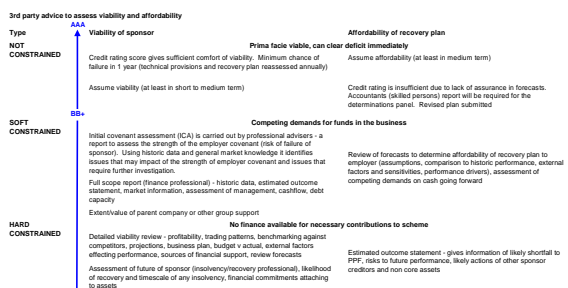 3rd party advice to assess viability and affordability
AAA
Type Viability of sponsor Affordability of recovery plan
NOT CONSTRAINED Prima facie viable, can clear deficit immediately
Credit rating score gives sufficient comfort of viability. Minimum chance of
failure in 1 year (technical provisions and recovery plan reassessed annually)
Assume affordability (at least in medium term)
Assume viability (at least in short to medium term)
Credit rating is insufficient due to lack of assurance in forecasts.
Accountants (skilled persons) report will be required for the
determinations panel. Revised plan submitted
BB+
SOFT CONSTRAINED Competing demands for funds in the business
Initial covenant assessment (ICA) is carried out by professional advisers - a
report to assess the strength of the employer covenant (risk of failure of
sponsor). Using historic data and general market knowledge it identifies
issues that may impact of the strength of employer covenant and issues that
require further investigation.
Full scope report (finance professional) - historic data, estimated outcome
statement, market information, assessment of management, cashflow, debt
capacity
Extent/value of parent company or other group support
Review of forecasts to determine affordability of recovery plan to
employer (assumptions, comparison to historic performance, external
factors and sensitivities, performance drivers), assessment of
competing demands on cash going forward
HARD CONSTRAINED No finance available for necessary contributions to scheme
Detailed viability review - profitability, trading patterns, benchmarking against
competitors, projections, business plan, budget v actual, external factors
effecting performance, sources of financial support, review forecasts
Assessment of future of sponsor (insolvency/recovery professional), likelihood
of recovery and timescale of any insolvency, financial commitments attaching
to assets
Estimated outcome statement - gives information of likely shortfall to
PPF, risks to future performance, likely actions of other sponsor
creditors and non core assets